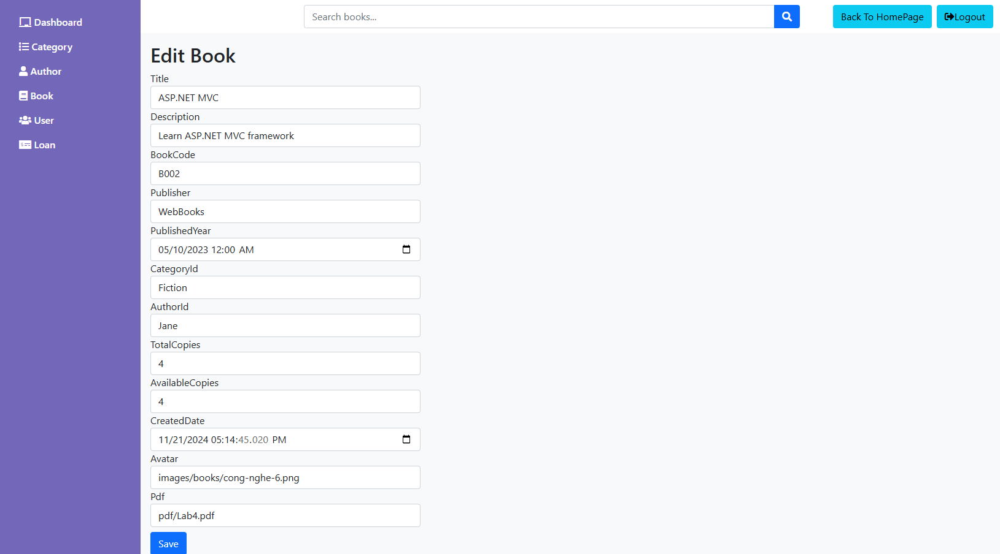 Dashboard
Category
Author
Book
User
Loan
Search books...
Back To HomePage
Logout
Edit Book
Title
ASP.NET MVC
Description
Learn ASP.NET MVC framework
BookCode
B002
Publisher
WebBooks
PublishedYear
05/10/2023 12:00 AM
CategoryId
Fiction
AuthorId
Jane
TotalCopies
4
AvailableCopies
4
CreatedDate
11/21/2024 05:14:45.020 PM
Avatar
images/books/cong-nghe-6.png
Pdf
pdf/Lab4.pdf
Save